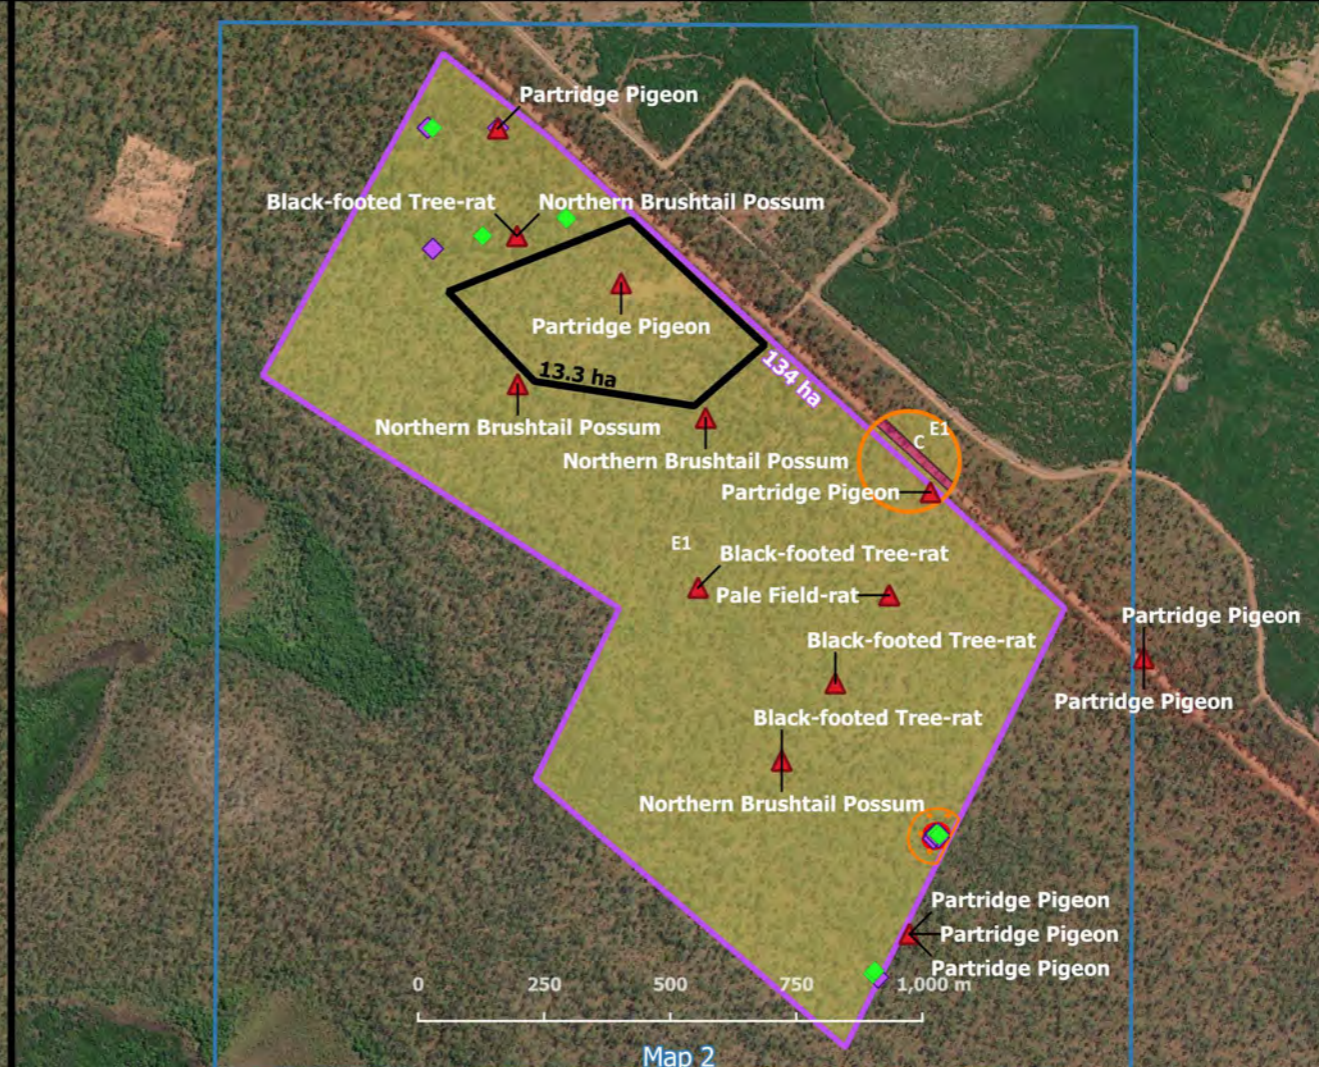 Partridge Pigeon
Black-footed Tree-rat
Northern Brushtail Possum
Partridge Pigeon
13.3 ha
134 ha
Northern Brushtail Possum
Northern Brushtail Possum
E1
C
Partridge Pigeon
E1
Black-footed Tree-rat
Pale Field-rat
Partridge Pigeon
Black-footed Tree-rat
Partridge Pigeon
Black-footed Tree-rat
Northern Brushtail Possum
Partridge Pigeon
Partridge Pigeon
Partridge Pigeon
0 250 500 750 1,000 m
Map 2